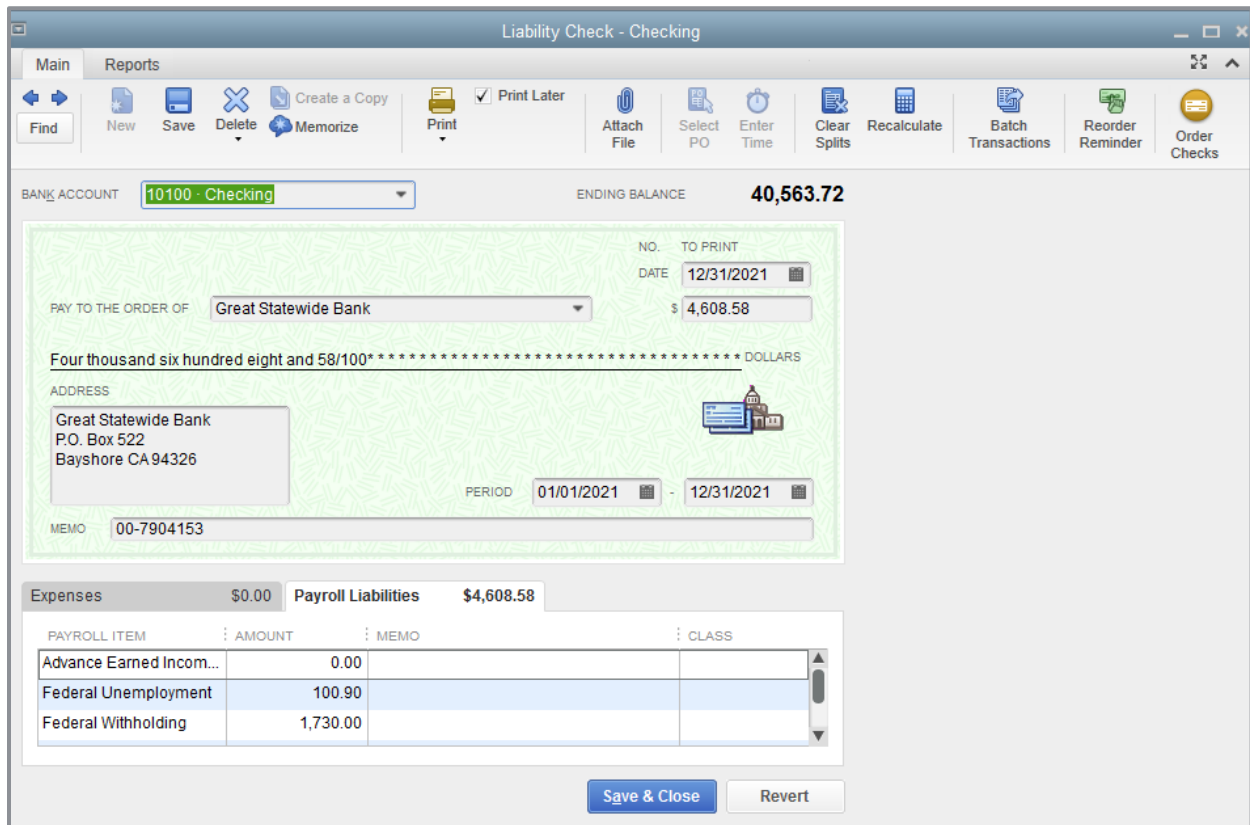 Liability Check - Checking
Main Reports
Find
New
Save
Delete
Create a Copy
Memorize
Print
Print Later
Attach File
Select PO
Enter Time
Clear Splits
Recalculate
Batch Transactions
Reorder Reminder
Order Checks
BANK ACCOUNT 10100 · Checking ENDING BALANCE 40,563.72
NO. TO PRINT
DATE 12/31/2021
PAY TO THE ORDER OF Great Statewide Bank $ 4,608.58
Four thousand six hundred eight and 58/100* * * * * * * * * * * * * * * * * * * * * * * * * * * * * * * * * * * * DOLLARS
ADDRESS
Great Statewide Bank
P.O. Box 522
Bayshore CA 94326
PERIOD 01/01/2021 - 12/31/2021
MEMO 00-7904153
Expenses $0.00 Payroll Liabilities $4,608.58
PAYROLL ITEM AMOUNT MEMO CLASS
Advance Earned Incom... 0.00
Federal Unemployment 100.90
Federal Withholding 1,730.00
Save & Close Revert